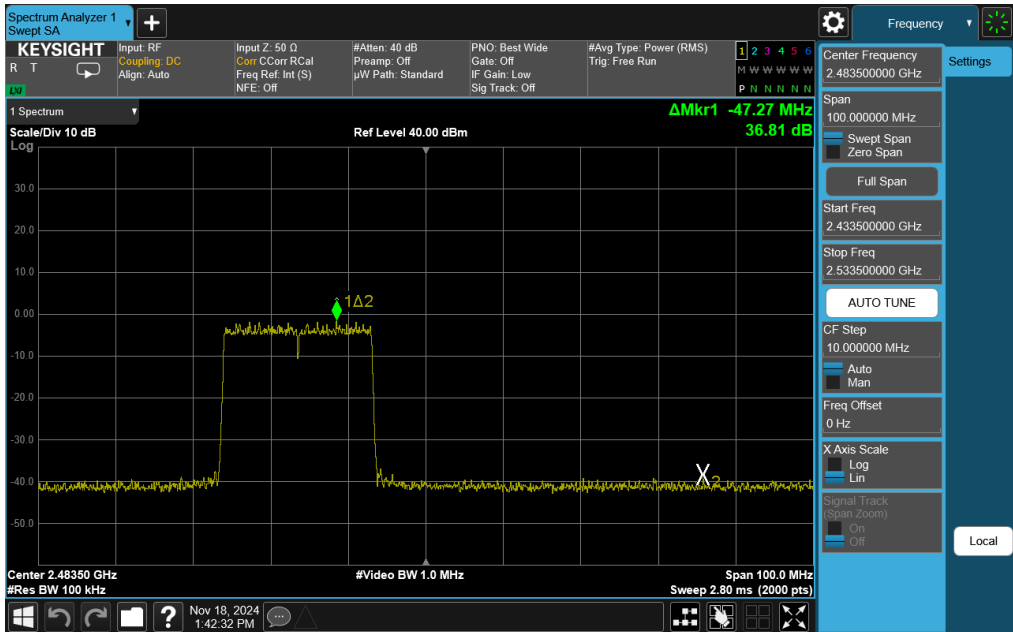 Spectrum Analyzer 1
Swept SA
Frequency
KEYSIGHT
R T
LXI
Input: RF
Coupling: DC
Align: Auto
Input Z: 50 Ω
Corr CCorr RCal
Freq Ref: Int (S)
NFE: Off
#Atten: 40 dB
Preamp: Off
µW Path: Standard
PNO: Best Wide
Gate: Off
IF Gain: Low
Sig Track: Off
#Avg Type: Power (RMS)
Trig: Free Run
1 2 3 4 5 6
M W W W W W
P N N N N N
1 Spectrum
ΔMkr1 -47.27 MHz
36.81 dB
Scale/Div 10 dB
Ref Level 40.00 dBm
Log
30.0
20.0
10.0
0.00
-10.0
-20.0
-30.0
-40.0
-50.0
1Δ2
X2
Center 2.48350 GHz
#Res BW 100 kHz
#Video BW 1.0 MHz
Span 100.0 MHz
Sweep 2.80 ms (2000 pts)
Nov 18, 2024
1:42:32 PM
Center Frequency
2.483500000 GHz
Span
100.000000 MHz
Swept Span
Zero Span
Full Span
Start Freq
2.433500000 GHz
Stop Freq
2.533500000 GHz
AUTO TUNE
CF Step
10.000000 MHz
Auto
Man
Freq Offset
0 Hz
X Axis Scale
Log
Lin
Signal Track
(Span Zoom)
On
Off
Settings
Local